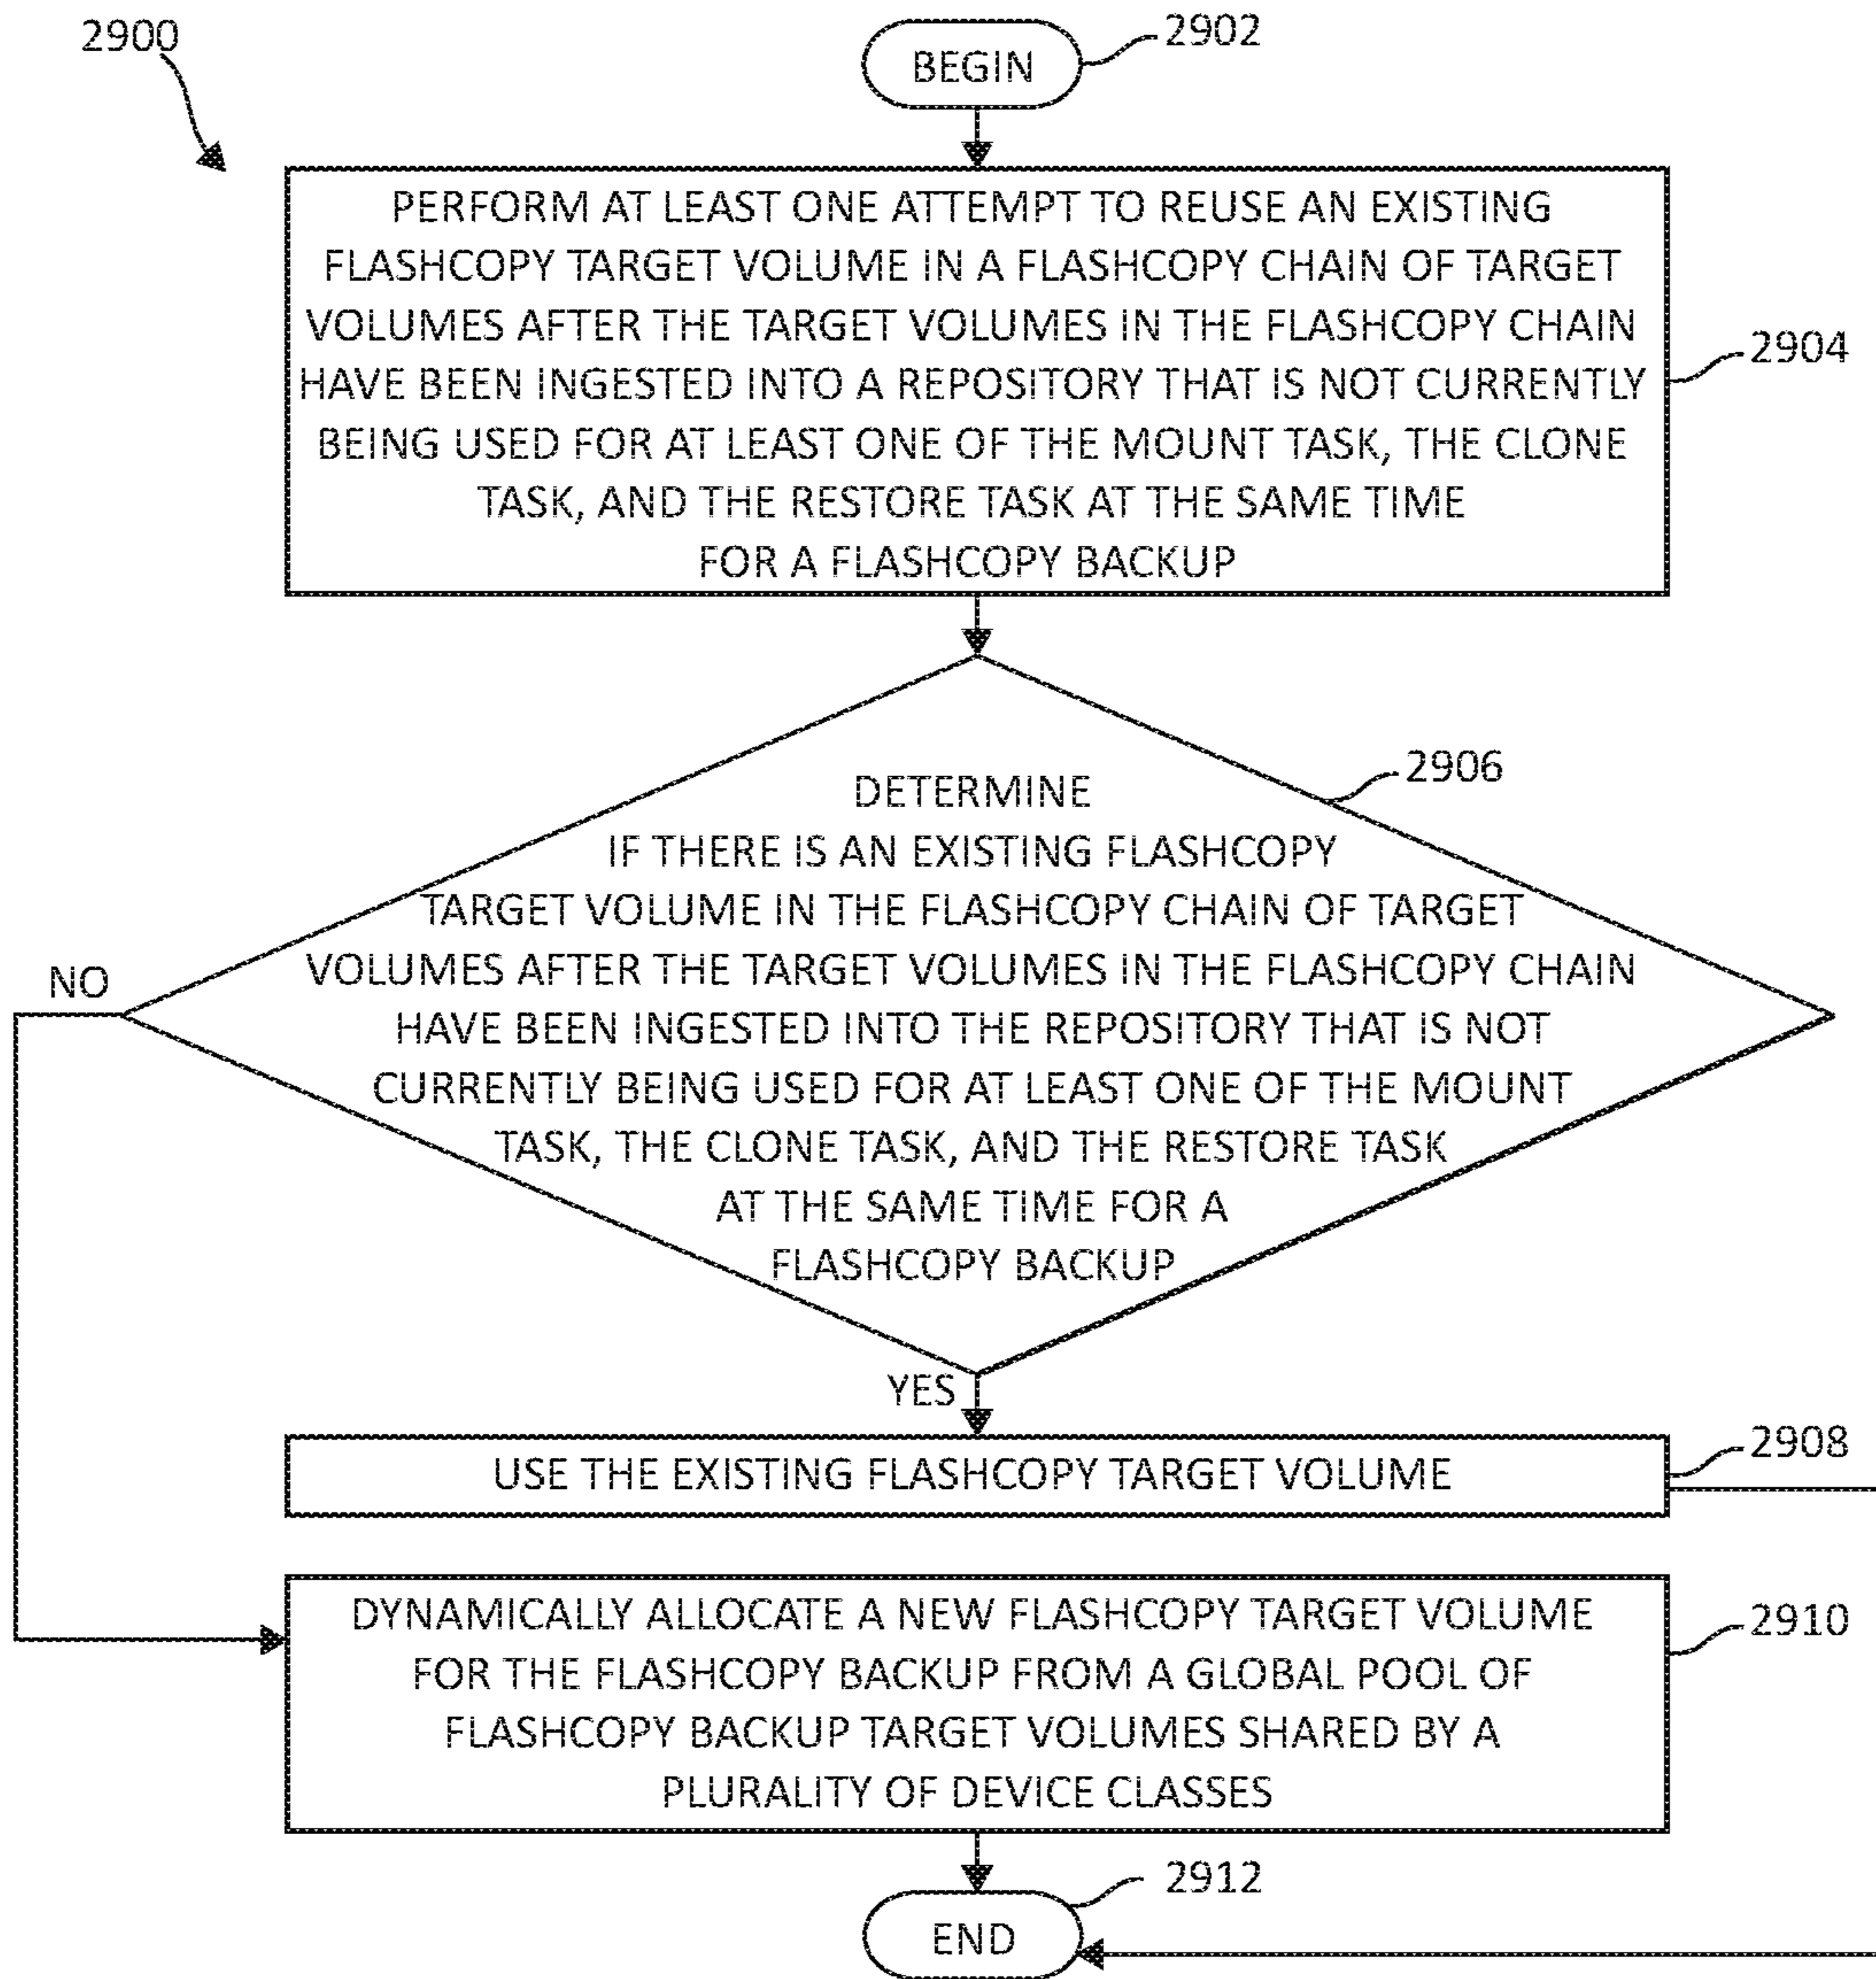 2900
BEGIN
2902
PERFORM AT LEAST ONE ATTEMPT TO REUSE AN EXISTING
FLASHCOPY TARGET VOLUME IN A FLASHCOPY CHAIN OF TARGET
VOLUMES AFTER THE TARGET VOLUMES IN THE FLASHCOPY CHAIN
HAVE BEEN INGESTED INTO A REPOSITORY THAT IS NOT CURRENTLY
BEING USED FOR AT LEAST ONE OF THE MOUNT TASK, THE CLONE
TASK, AND THE RESTORE TASK AT THE SAME TIME
FOR A FLASHCOPY BACKUP
2904
2906
DETERMINE
IF THERE IS AN EXISTING FLASHCOPY
TARGET VOLUME IN THE FLASHCOPY CHAIN OF TARGET
VOLUMES AFTER THE TARGET VOLUMES IN THE FLASHCOPY CHAIN
HAVE BEEN INGESTED INTO THE REPOSITORY THAT IS NOT
CURRENTLY BEING USED FOR AT LEAST ONE OF THE MOUNT
TASK, THE CLONE TASK, AND THE RESTORE TASK
AT THE SAME TIME FOR A
FLASHCOPY BACKUP
NO
YES
USE THE EXISTING FLASHCOPY TARGET VOLUME
2908
DYNAMICALLY ALLOCATE A NEW FLASHCOPY TARGET VOLUME
FOR THE FLASHCOPY BACKUP FROM A GLOBAL POOL OF
FLASHCOPY BACKUP TARGET VOLUMES SHARED BY A
PLURALITY OF DEVICE CLASSES
2910
2912
END